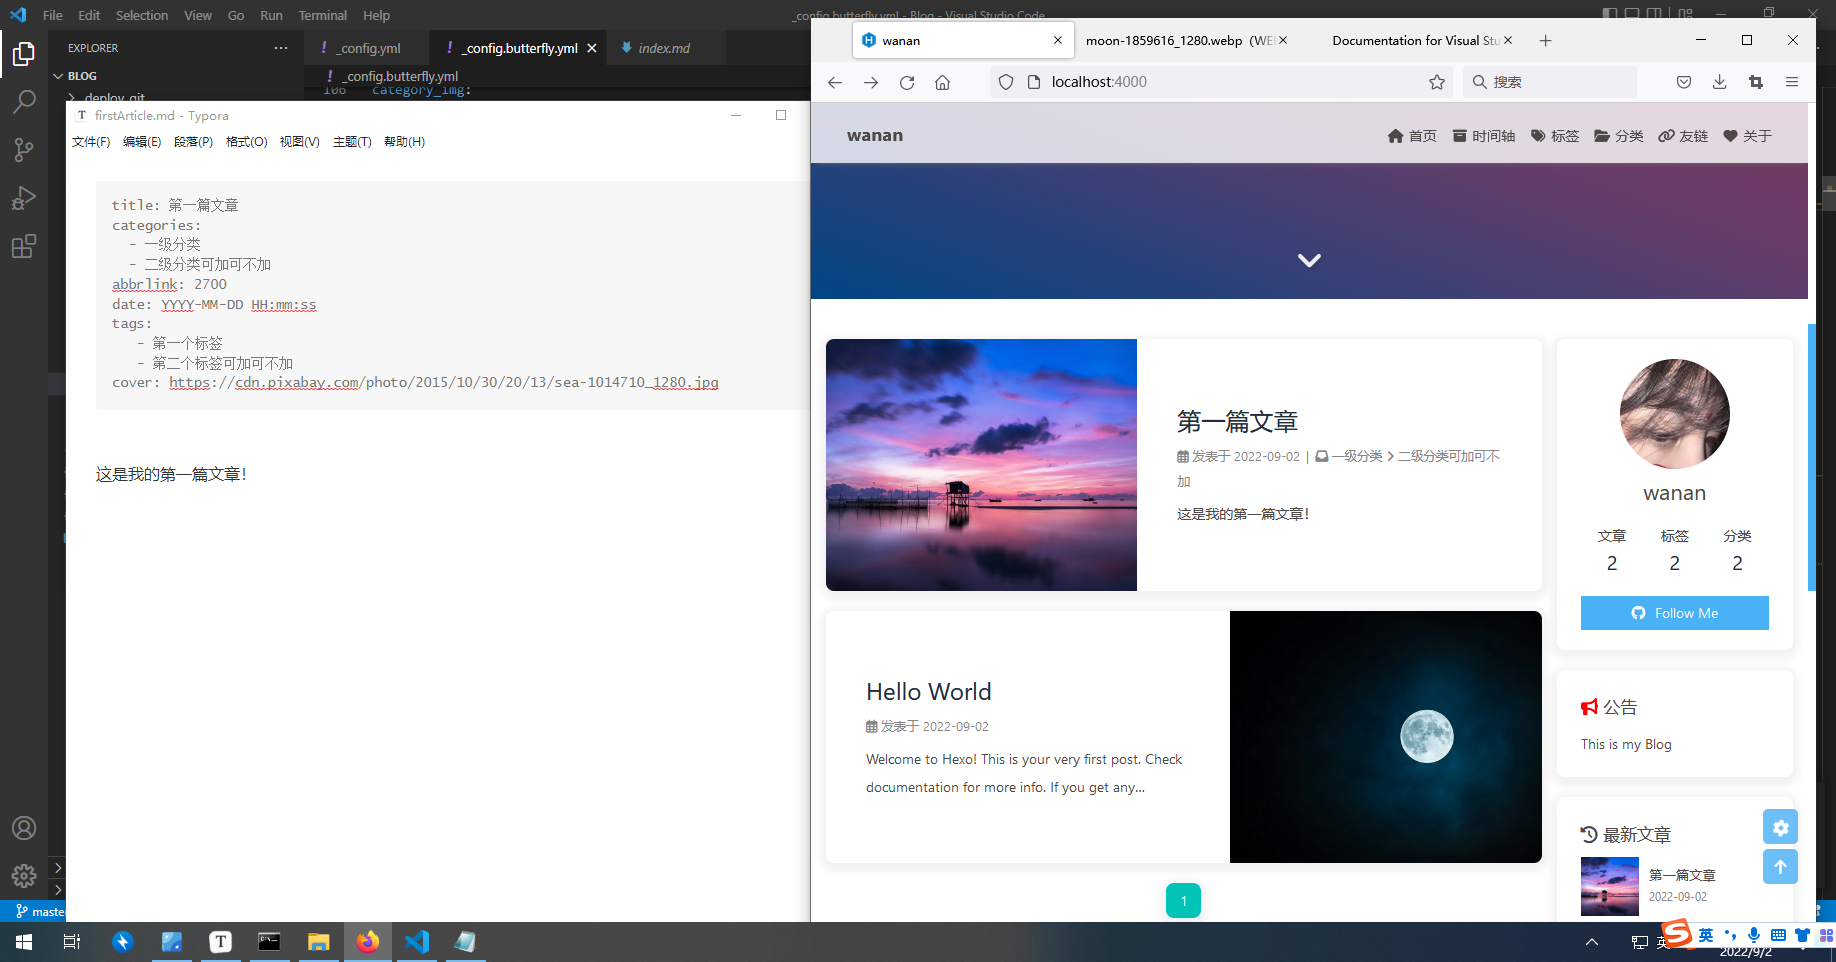 File Edit Selection View Go Run Terminal Help
_config.butterfly.yml - Blog - Visual Studio Code
EXPLORER
_config.yml
_config.butterfly.yml
index.md
BLOG
_config.butterfly.yml
106 category_img:
firstArticle.md - Typora
文件(F) 编辑(E) 段落(P) 格式(O) 视图(V) 主题(T) 帮助(H)
title: 第一篇文章
categories:
- 一级分类
- 二级分类可加可不加
abbrlink: 2700
date: YYYY-MM-DD HH:mm:ss
tags:
- 第一个标签
- 第二个标签可加可不加
cover: https://cdn.pixabay.com/photo/2015/10/30/20/13/sea-1014710_1280.jpg
这是我的第一篇文章!
maste
wanan
moon-1859616_1280.webp (WEB
Documentation for Visual Stu
localhost:4000
搜索
wanan
首页 时间轴 标签 分类 友链 关于
第一篇文章
发表于 2022-09-02 | 一级分类 > 二级分类可加可不
加
这是我的第一篇文章!
Hello World
发表于 2022-09-02
Welcome to Hexo! This is your very first post. Check
documentation for more info. If you get any...
1
wanan
文章 标签 分类
2 2 2
Follow Me
公告
This is my Blog
最新文章
第一篇文章
2022-09-02
英
2022/9/2